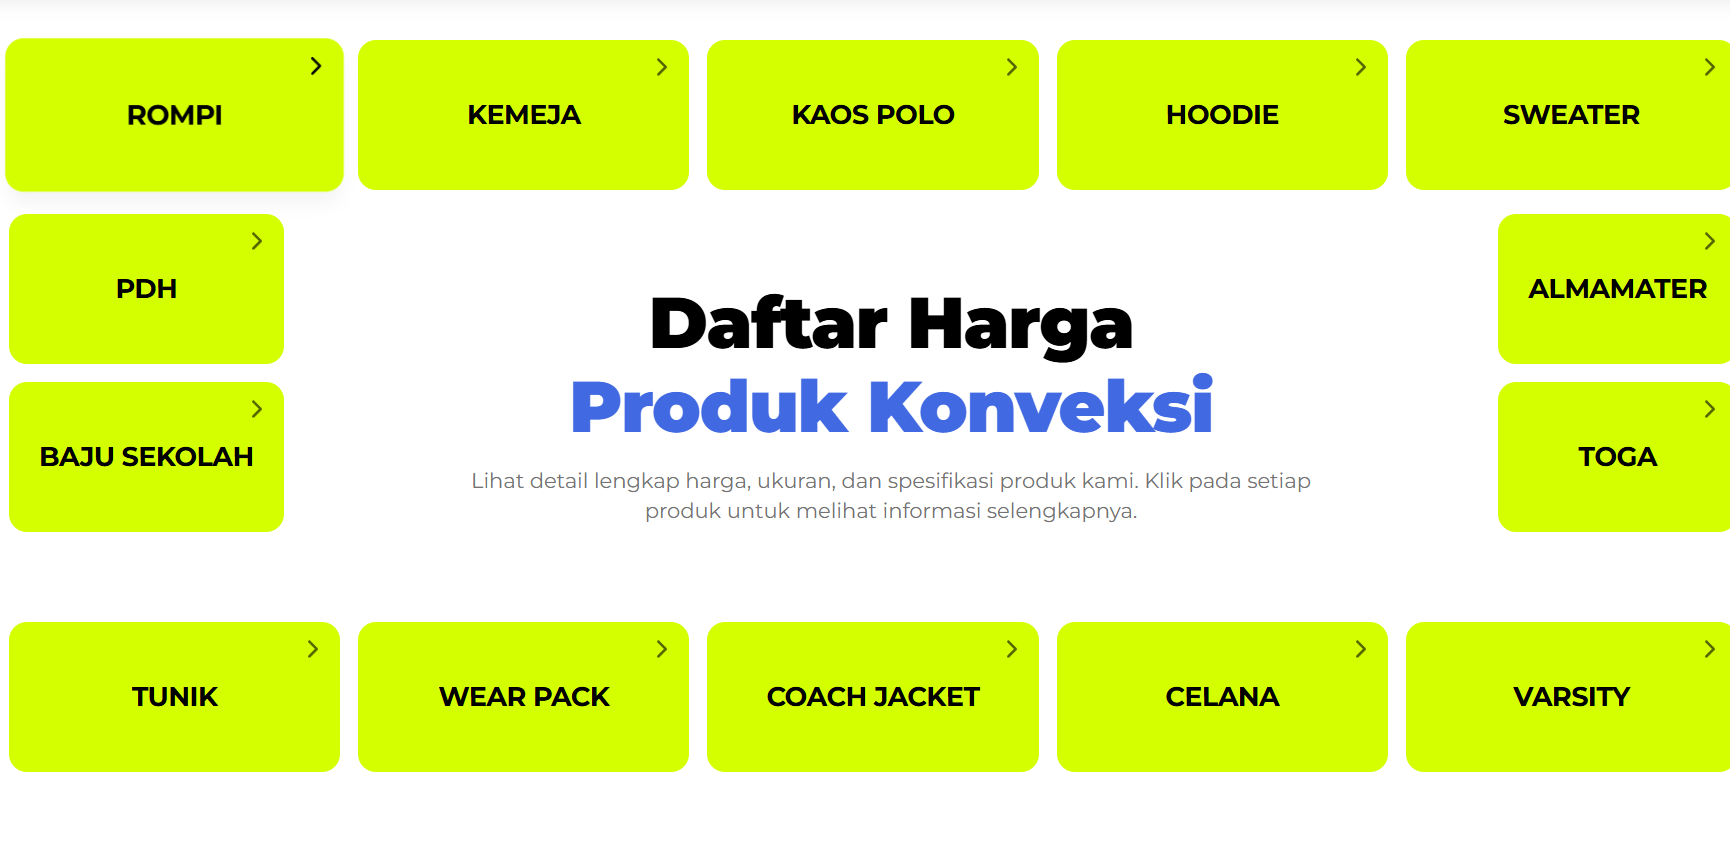 ROMPI
KEMEJA
KAOS POLO
HOODIE
SWEATER
PDH
ALMAMATER
Daftar Harga
Produk Konveksi
BAJU SEKOLAH
TOGA
Lihat detail lengkap harga, ukuran, dan spesifikasi produk kami. Klik pada setiap
produk untuk melihat informasi selengkapnya.
TUNIK
WEAR PACK
COACH JACKET
CELANA
VARSITY